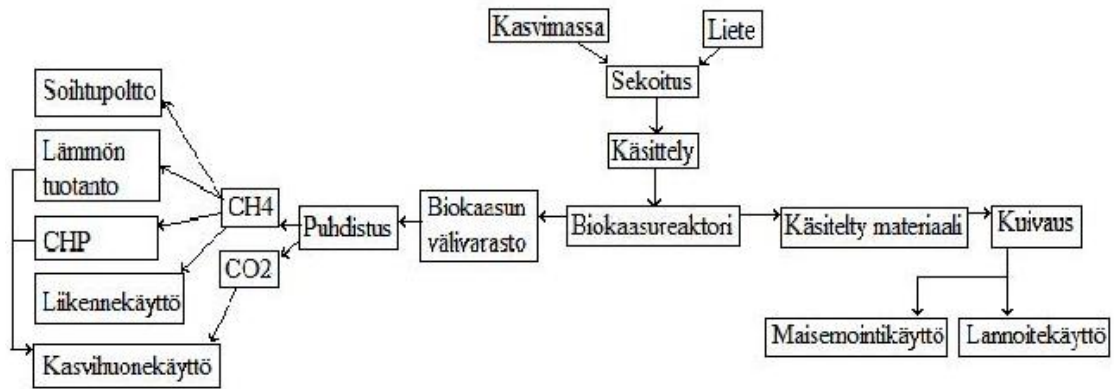 Kasvimassa
Liete
Sekoitus
Käsittely
Biokaasureaktori
Biokaasun
välivarasto
Puhdistus
CH4
CO2
Soihtupoltto
Lämmön
tuotanto
CHP
Liikennekäyttö
Kasvihuonekäyttö
Käsitelty materiaali
Kuivaus
Maisemointikäyttö
Lannoitekäyttö